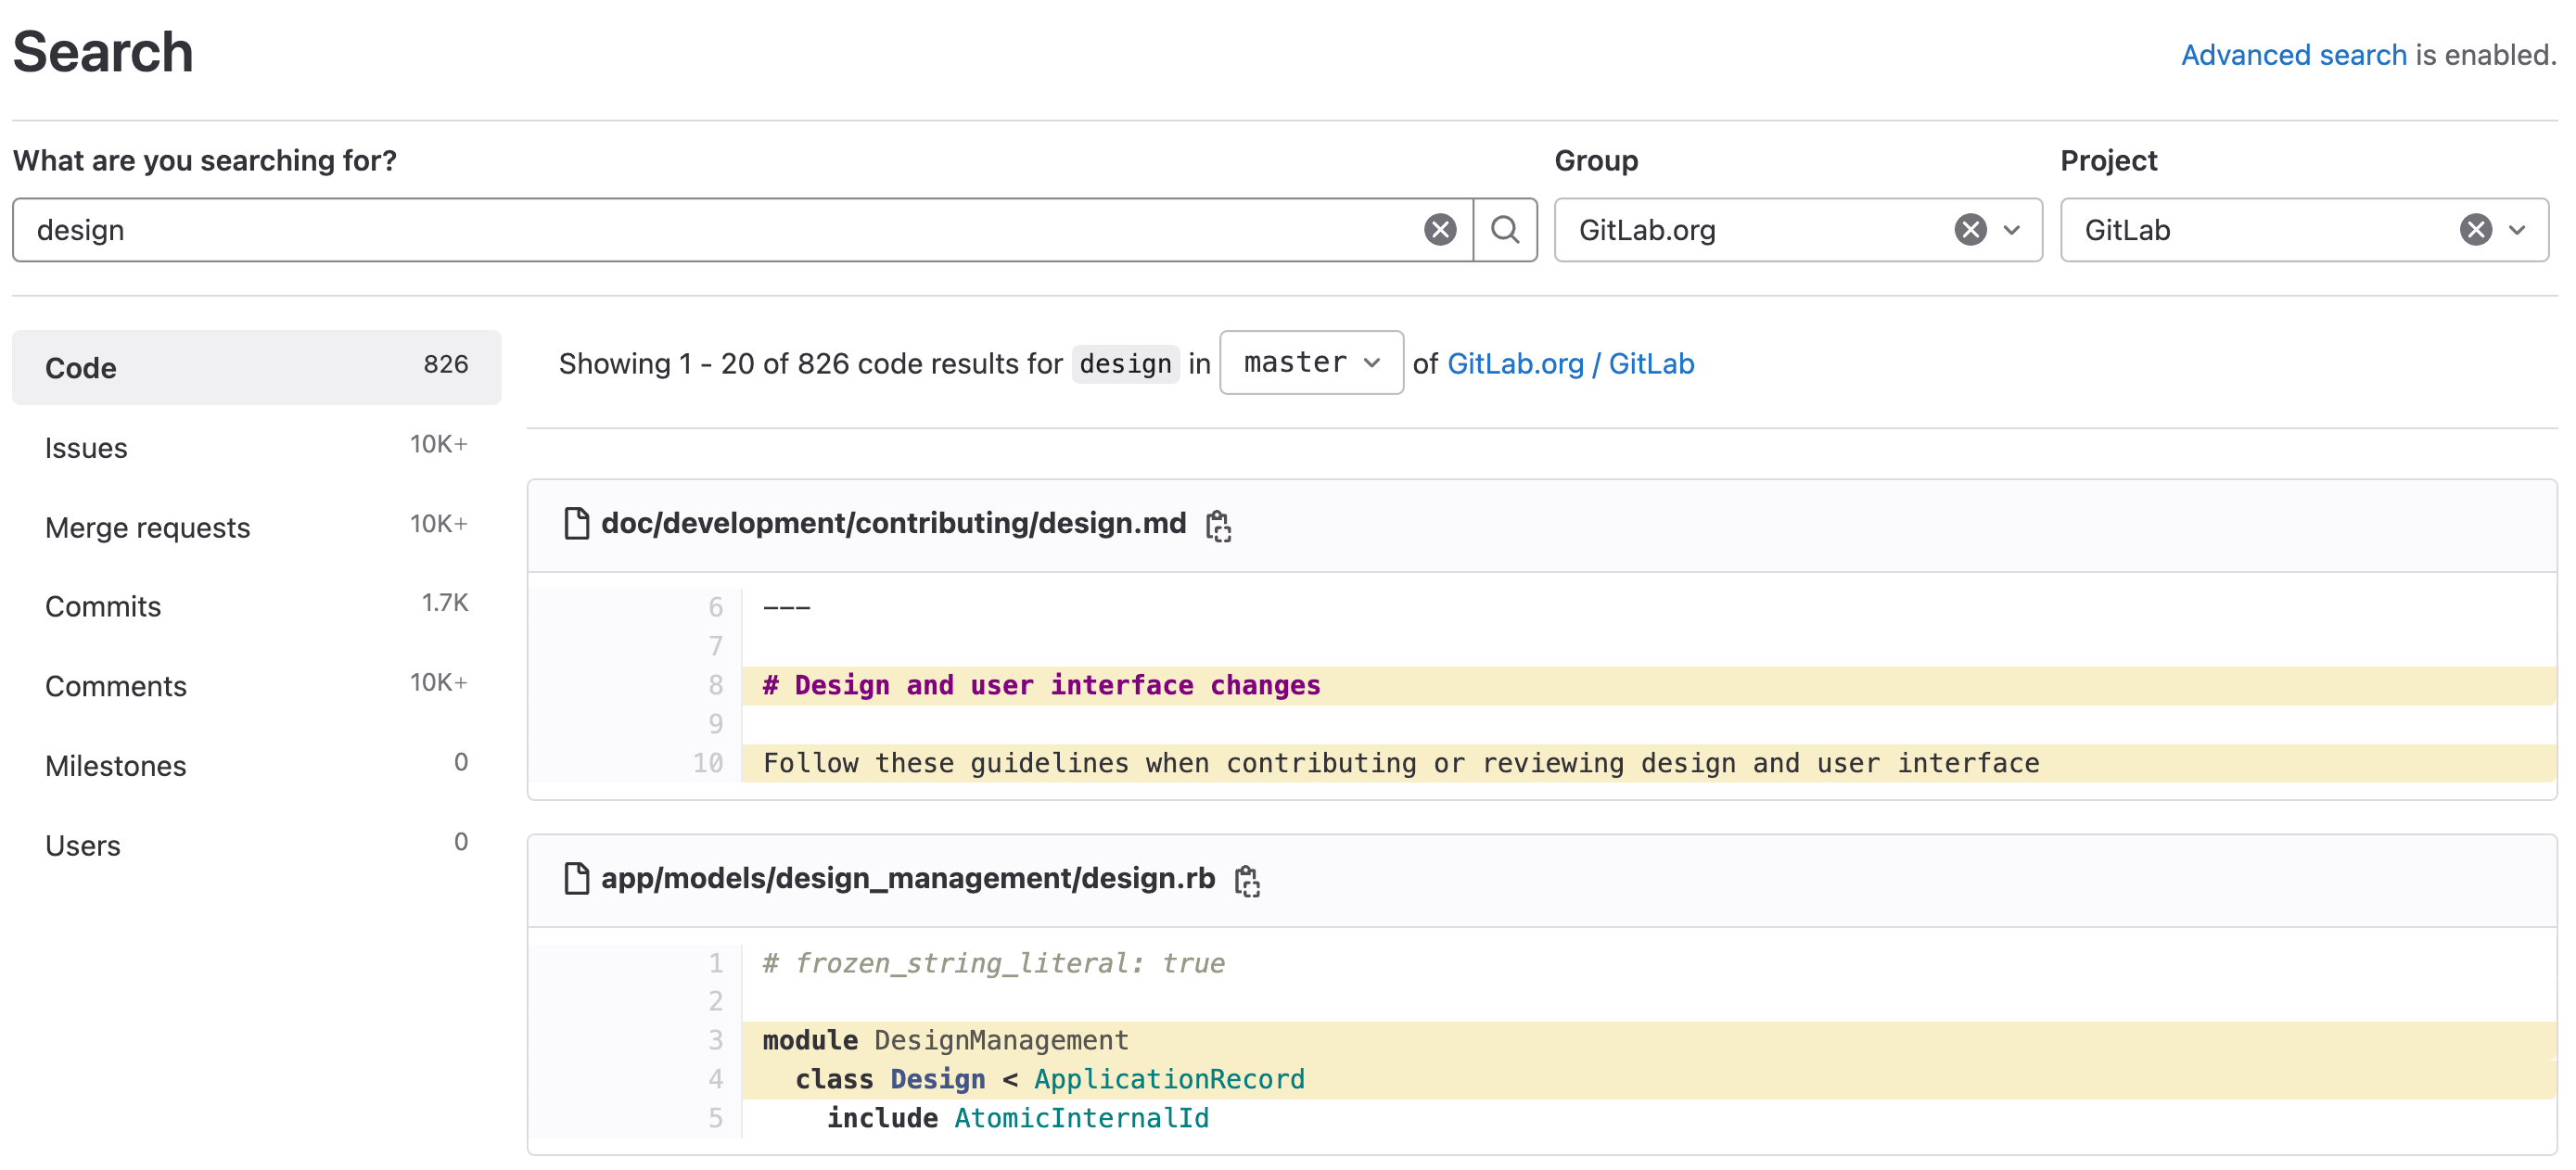 Search
Advanced search is enabled.
What are you searching for?
Group
Project
design
GitLab.org
GitLab
Code 826
Issues 10K+
Merge requests 10K+
Commits 1.7K
Comments 10K+
Milestones 0
Users 0
Showing 1 - 20 of 826 code results for design in master of GitLab.org / GitLab
doc/development/contributing/design.md
6 ---
7
8 # Design and user interface changes
9
10 Follow these guidelines when contributing or reviewing design and user interface
app/models/design_management/design.rb
1 # frozen_string_literal: true
2
3 module DesignManagement
4 class Design < ApplicationRecord
5 include AtomicInternalId